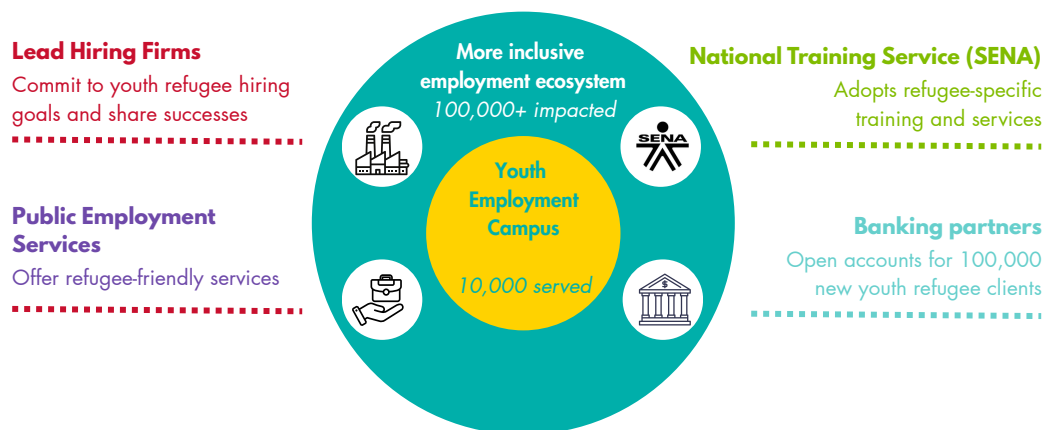 Lead Hiring Firms
Commit to youth refugee hiring
goals and share successes
Public Employment
Services
Offer refugee-friendly services
More inclusive
employment ecosystem
100,000+ impacted
SENA
Youth
Employment
Campus
10,000 served
$
National Training Service (SENA)
Adopts refugee-specific
training and services
Banking partners
Open accounts for 100,000
new youth refugee clients